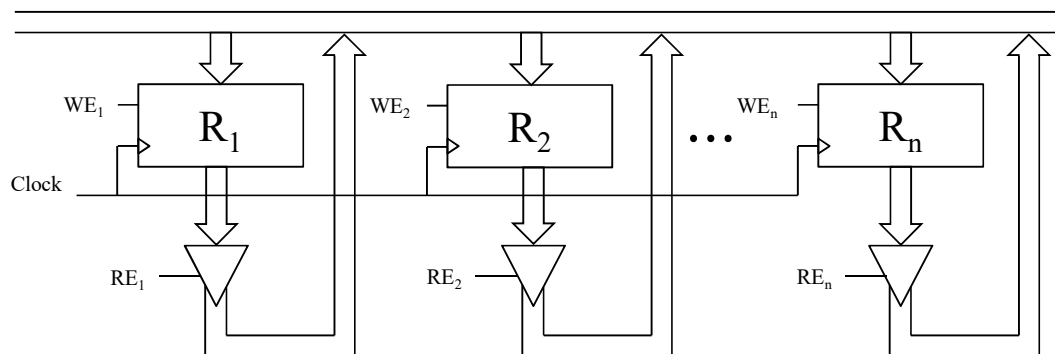 WE₁
R₁
WE₂
R₂
...
WEₙ
Rₙ
Clock
RE₁
RE₂
REₙ